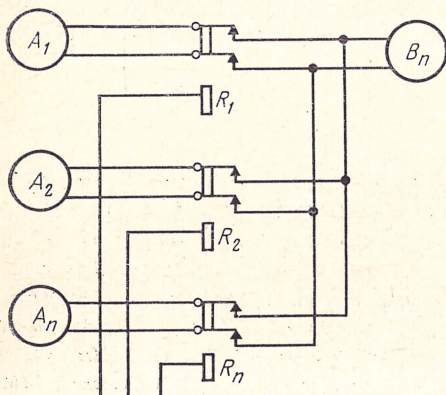 A₁
Bₙ
R₁
A₂
R₂
Aₙ
Rₙ